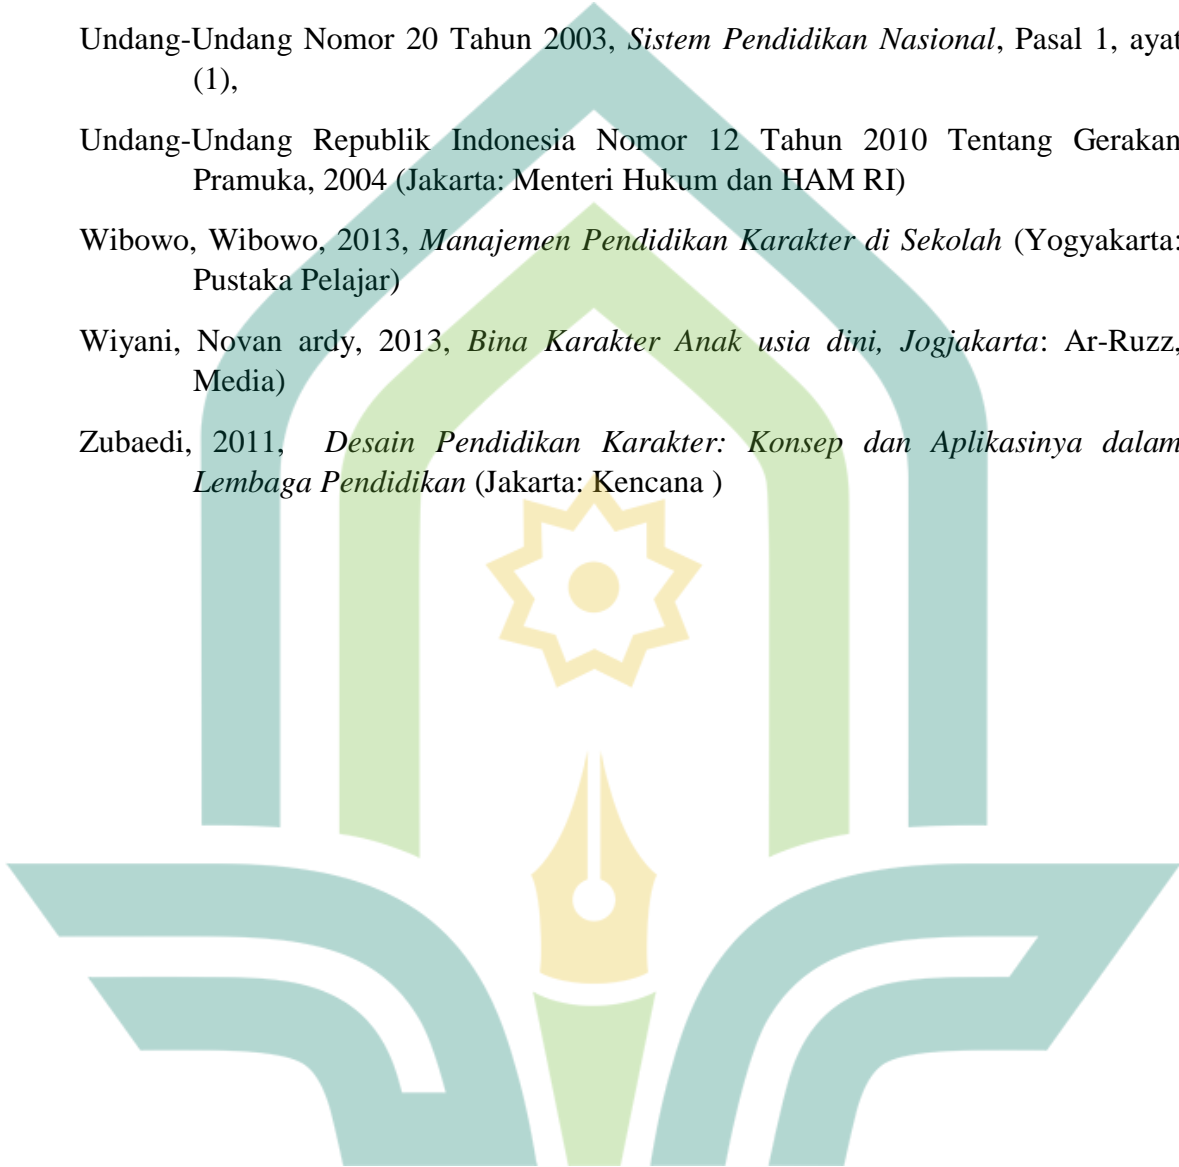 Undang-Undang Nomor 20 Tahun 2003, Sistem Pendidikan Nasional, Pasal 1, ayat
(1),
Undang-Undang Republik Indonesia Nomor 12 Tahun 2010 Tentang Gerakan
Pramuka, 2004 (Jakarta: Menteri Hukum dan HAM RI)
Wibowo, Wibowo, 2013, Manajemen Pendidikan Karakter di Sekolah (Yogyakarta:
Pustaka Pelajar)
Wiyani, Novan ardy, 2013, Bina Karakter Anak usia dini, Jogjakarta: Ar-Ruzz,
Media)
Zubaedi, 2011, Desain Pendidikan Karakter: Konsep dan Aplikasinya dalam
Lembaga Pendidikan (Jakarta: Kencana )